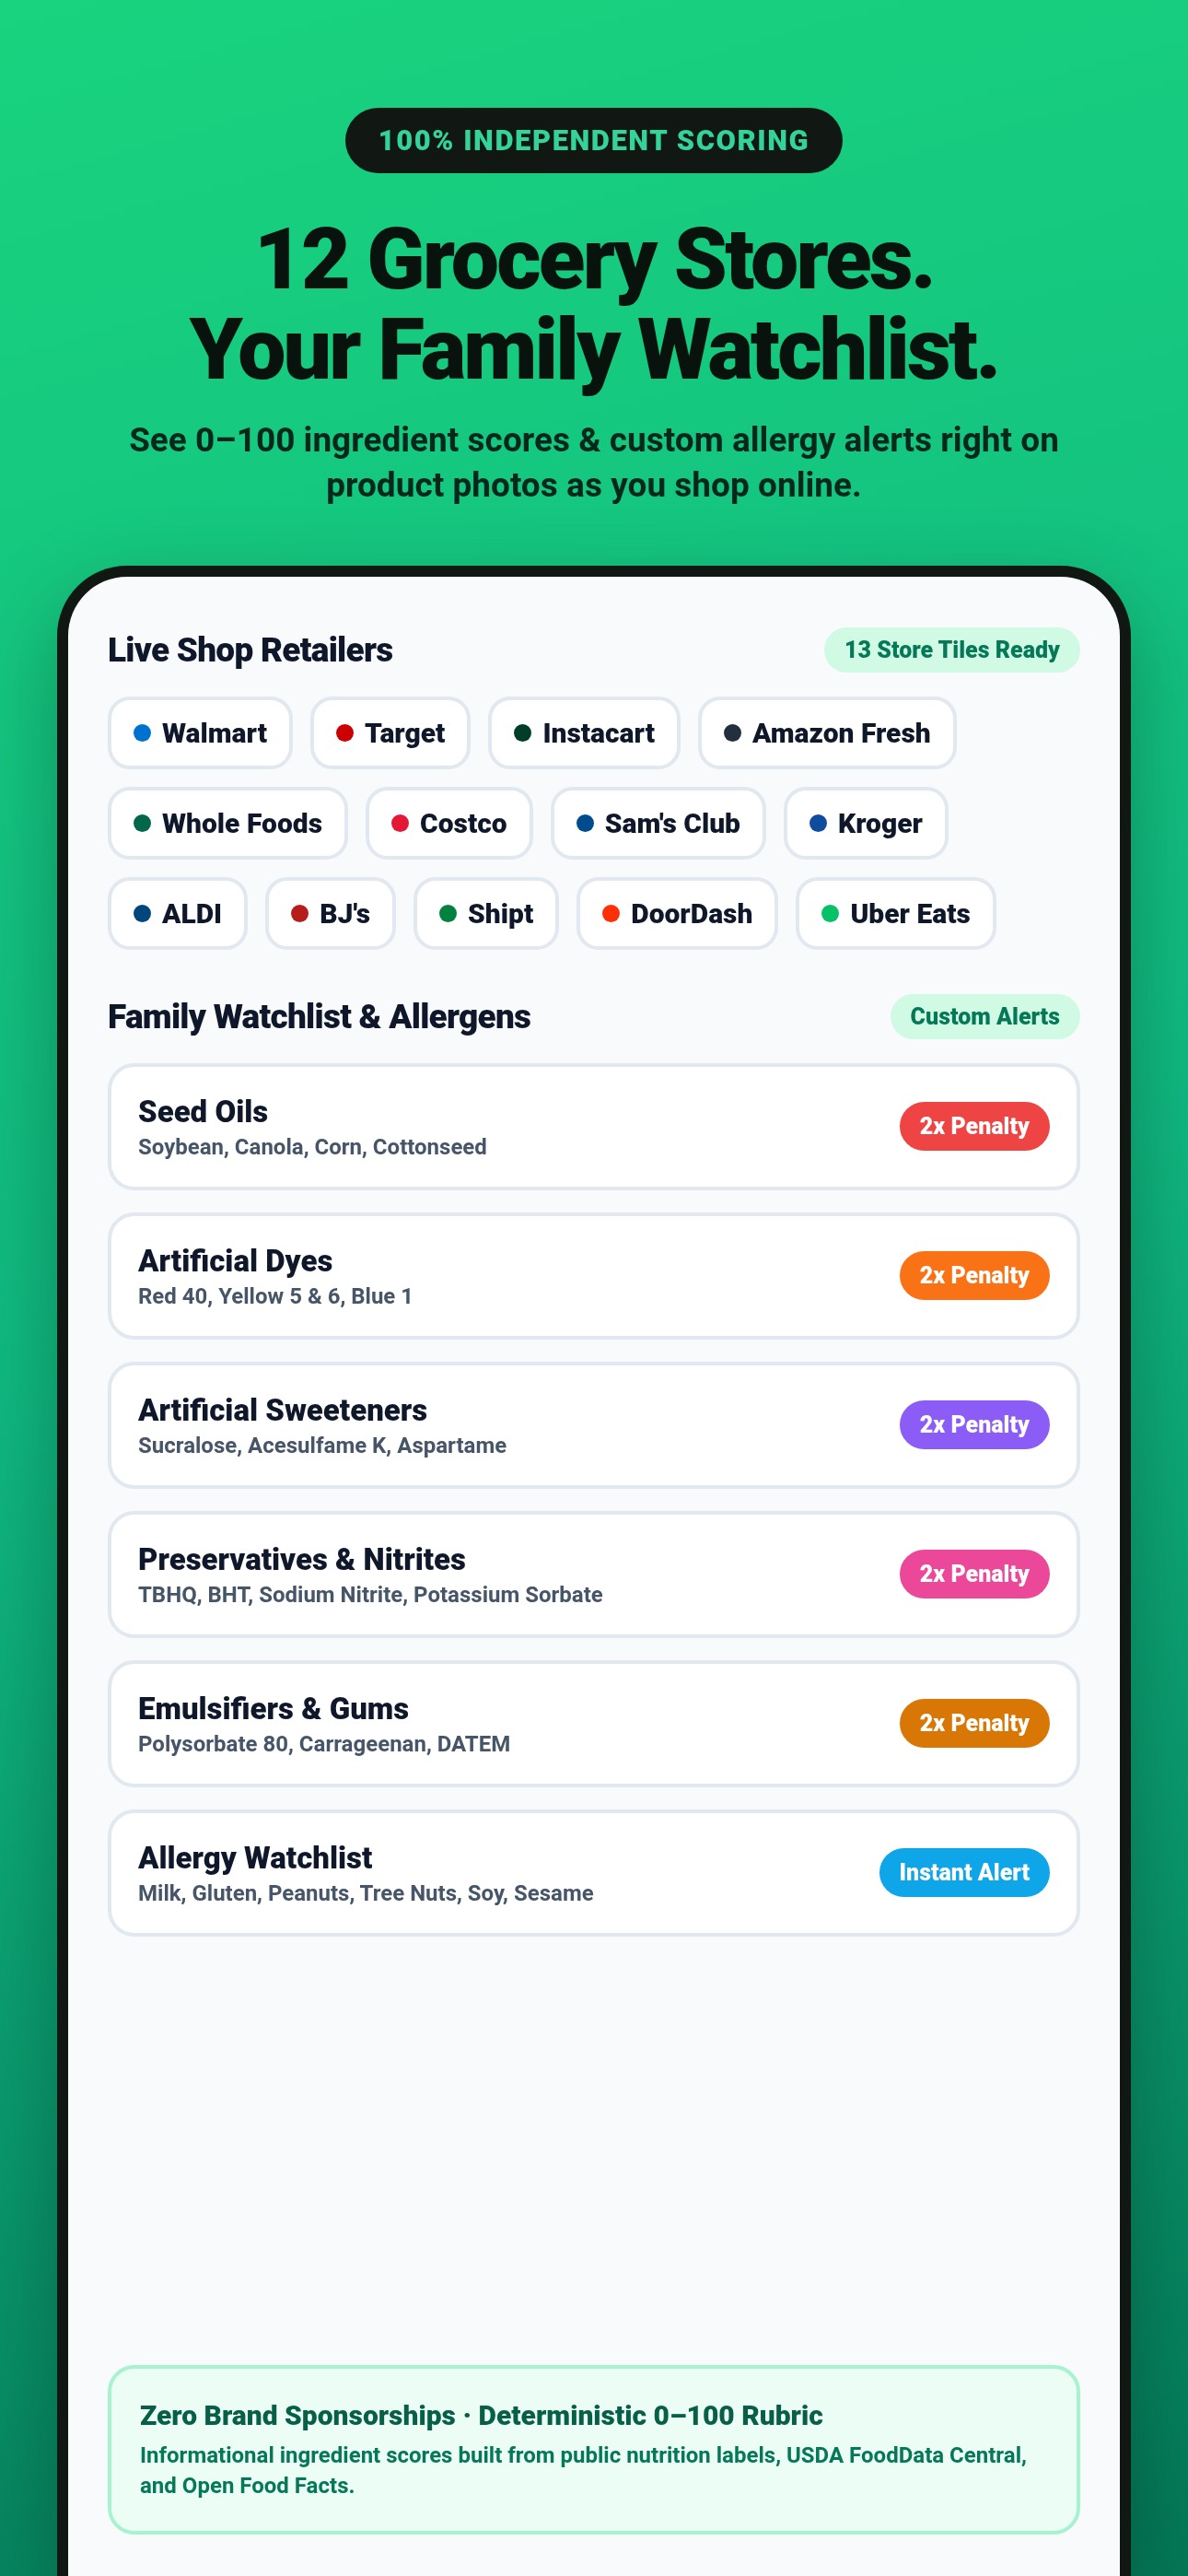 100% INDEPENDENT SCORING
12 Grocery Stores.
Your Family Watchlist.
See 0–100 ingredient scores & custom allergy alerts right on
product photos as you shop online.
Live Shop Retailers
13 Store Tiles Ready
Walmart
Target
Instacart
Amazon Fresh
Whole Foods
Costco
Sam's Club
Kroger
ALDI
BJ's
Shipt
DoorDash
Uber Eats
Family Watchlist & Allergens
Custom Alerts
Seed Oils
Soybean, Canola, Corn, Cottonseed
2x Penalty
Artificial Dyes
Red 40, Yellow 5 & 6, Blue 1
2x Penalty
Artificial Sweeteners
Sucralose, Acesulfame K, Aspartame
2x Penalty
Preservatives & Nitrites
TBHQ, BHT, Sodium Nitrite, Potassium Sorbate
2x Penalty
Emulsifiers & Gums
Polysorbate 80, Carrageenan, DATEM
2x Penalty
Allergy Watchlist
Milk, Gluten, Peanuts, Tree Nuts, Soy, Sesame
Instant Alert
Zero Brand Sponsorships · Deterministic 0–100 Rubric
Informational ingredient scores built from public nutrition labels, USDA FoodData Central,
and Open Food Facts.